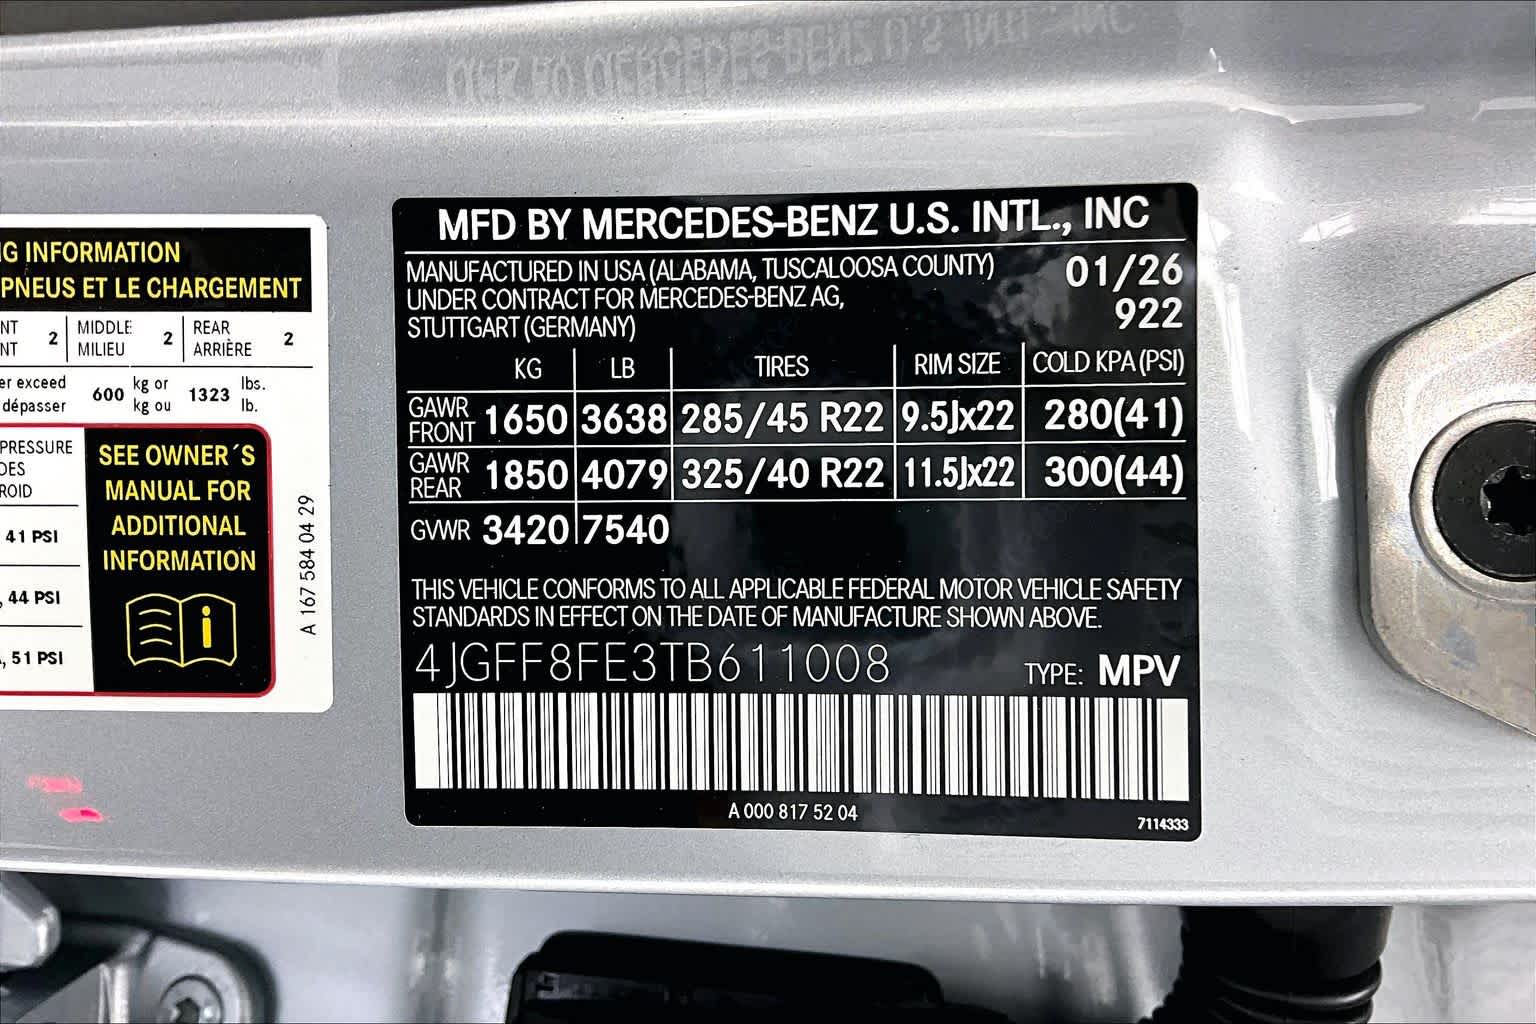 NG INFORMATION
PNEUS ET LE CHARGEMENT
NT 2 MIDDLE 2 REAR 2
NT MILIEU ARRIÈRE
er exceed 600 kg or 1323 lbs.
dépasser kg ou lb.
PRESSURE
DES
ROID
41 PSI
, 44 PSI
, 51 PSI
SEE OWNER´S
MANUAL FOR
ADDITIONAL
INFORMATION
i
A 167 584 04 29
MFD BY MERCEDES-BENZ U.S. INTL., INC
MANUFACTURED IN USA (ALABAMA, TUSCALOOSA COUNTY) 01/26
UNDER CONTRACT FOR MERCEDES-BENZ AG, 922
STUTTGART (GERMANY)
KG LB TIRES RIM SIZE COLD KPA (PSI)
GAWR FRONT 1650 3638 285/45 R22 9.5Jx22 280(41)
GAWR REAR 1850 4079 325/40 R22 11.5Jx22 300(44)
GVWR 3420 7540
THIS VEHICLE CONFORMS TO ALL APPLICABLE FEDERAL MOTOR VEHICLE SAFETY
STANDARDS IN EFFECT ON THE DATE OF MANUFACTURE SHOWN ABOVE.
4JGFF8FE3TB611008 TYPE: MPV
A 000 817 52 04
7114333